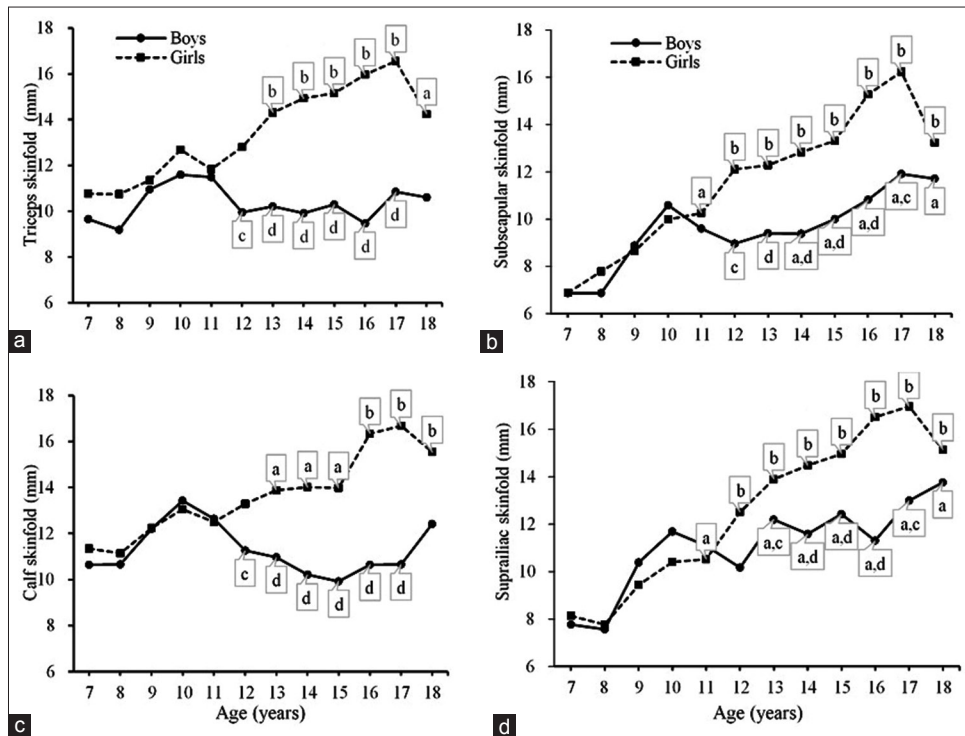 Boys
Girls
Triceps skinfold (mm)
18
16
14
12
10
8
6
b
b
b
b
b
a
c
d
d
d
d
d
7 8 9 10 11 12 13 14 15 16 17 18
a
Boys
Girls
Subscapular skinfold (mm)
18
16
14
12
10
8
6
a
b
b
b
b
b
b
b
c
d
a,d
a,d
a,d
a,c
a
7 8 9 10 11 12 13 14 15 16 17 18
b
Calf skinfold (mm)
18
16
14
12
10
8
6
a
a
a
b
b
b
c
d
d
d
d
d
7 8 9 10 11 12 13 14 15 16 17 18
Age (years)
c
Suprailiac skinfold (mm)
18
16
14
12
10
8
6
a
b
b
b
b
b
b
b
a,c
a,d
a,d
a,d
a,c
a
7 8 9 10 11 12 13 14 15 16 17 18
Age (years)
d